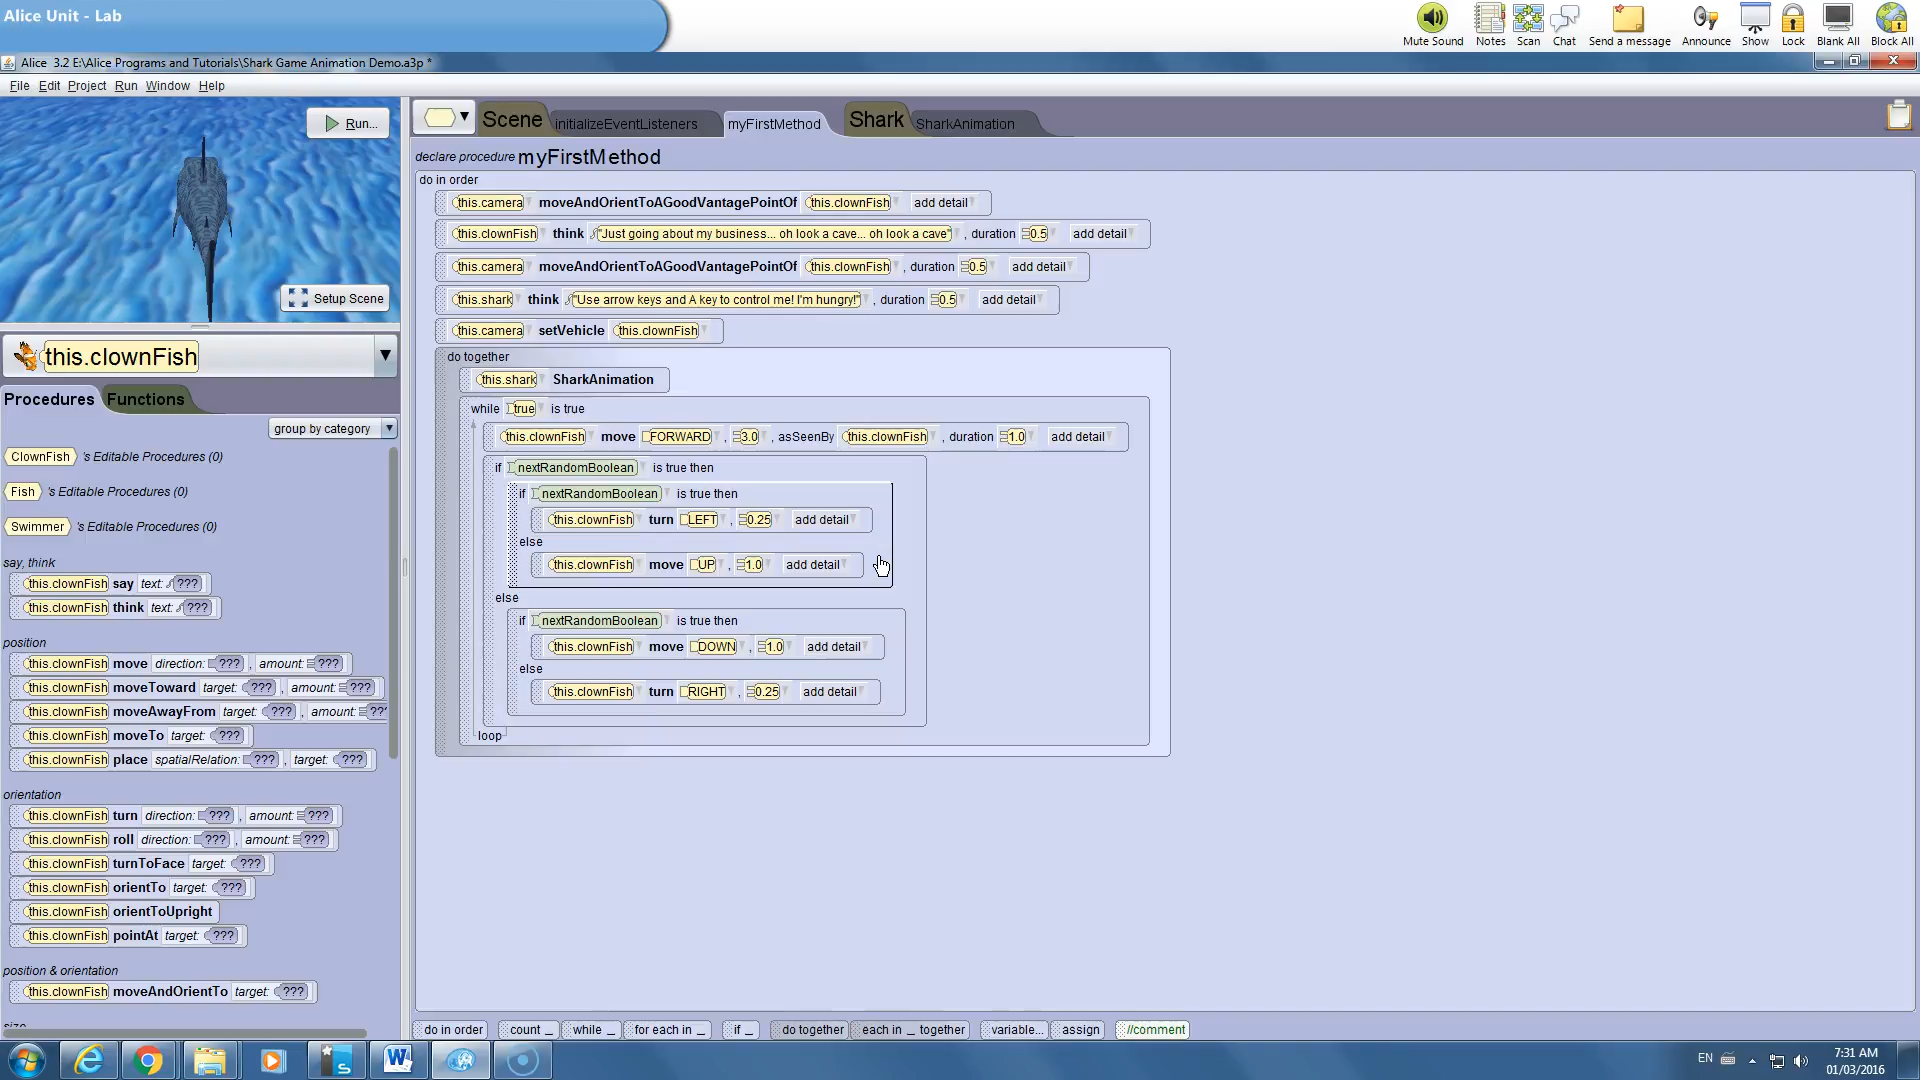 Alice Unit - Lab
Mute Sound Notes Scan Chat Send a message Announce Show Lock Blank All Block All
Alice 3.2 E:\Alice Programs and Tutorials\Shark Game Animation Demo.a3p *
File Edit Project Run Window Help
Run...
Setup Scene
this.clownFish
Procedures Functions
group by category
ClownFish 's Editable Procedures (0)
Fish 's Editable Procedures (0)
Swimmer 's Editable Procedures (0)
say, think
this.clownFish say text: ???
this.clownFish think text: ???
position
this.clownFish move direction: ??? , amount: ???
this.clownFish moveToward target: ??? , amount: ???
this.clownFish moveAwayFrom target: ??? , amount: ??
this.clownFish moveTo target: ???
this.clownFish place spatialRelation: ??? , target: ???
orientation
this.clownFish turn direction: ??? , amount: ???
this.clownFish roll direction: ??? , amount: ???
this.clownFish turnToFace target: ???
this.clownFish orientTo target: ???
this.clownFish orientToUpright
this.clownFish pointAt target: ???
position & orientation
this.clownFish moveAndOrientTo target: ???
size
Scene initializeEventListeners myFirstMethod Shark SharkAnimation
declare procedure myFirstMethod
do in order
this.camera moveAndOrientToAGoodVantagePointOf this.clownFish add detail
this.clownFish think "Just going about my business... oh look a cave... oh look a cave" , duration 0.5 add detail
this.camera moveAndOrientToAGoodVantagePointOf this.clownFish , duration 0.5 add detail
this.shark think "Use arrow keys and A key to control me! I'm hungry!" , duration 0.5 add detail
this.camera setVehicle this.clownFish
do together
this.shark SharkAnimation
while true is true
this.clownFish move FORWARD , 3.0 , asSeenBy this.clownFish , duration 1.0 add detail
if nextRandomBoolean is true then
if nextRandomBoolean is true then
this.clownFish turn LEFT , 0.25 add detail
else
this.clownFish move UP , 1.0 add detail
else
if nextRandomBoolean is true then
this.clownFish move DOWN , 1.0 add detail
else
this.clownFish turn RIGHT , 0.25 add detail
loop
do in order count _ while _ for each in _ if _ do together each in _ together variable... assign //comment
EN 7:31 AM
01/03/2016